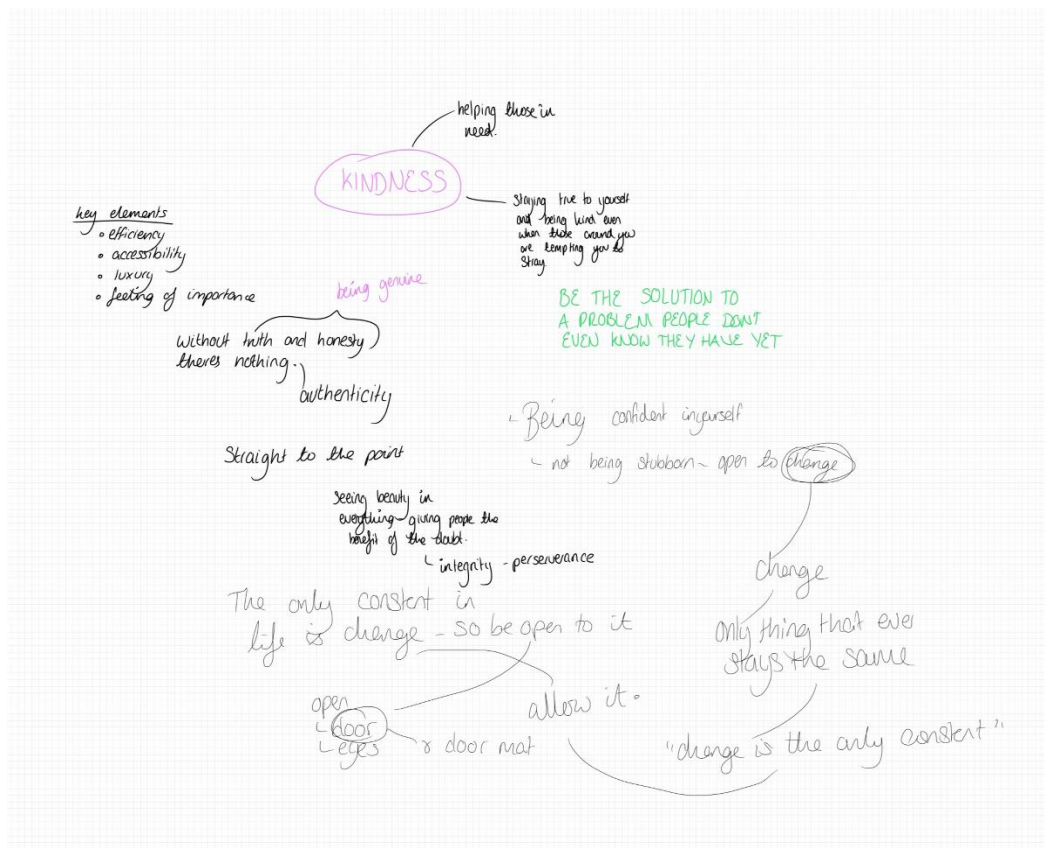 helping those in
need.
KINDNESS
Staying true to yourself
and being kind even
when those around you
are tempting you to
stray
key elements
• efficiency
• accessibility
• luxury
• feeling of importance
being genuine
Without truth and honesty
theres nothing.
authenticity
BE THE SOLUTION TO
A PROBLEM PEOPLE DONT
EVEN KNOW THEY HAVE YET
Being confident in yourself
not being stubborn - open to change
Straight to the point
Seeing beauty in
everything - giving people the
benefit of the doubt.
integrity - perserverance
change
only thing that ever
stays the same
"change is the only constent"
The only constent in
life is change - so be open to it
allow it.
open
door
eyes
door mat